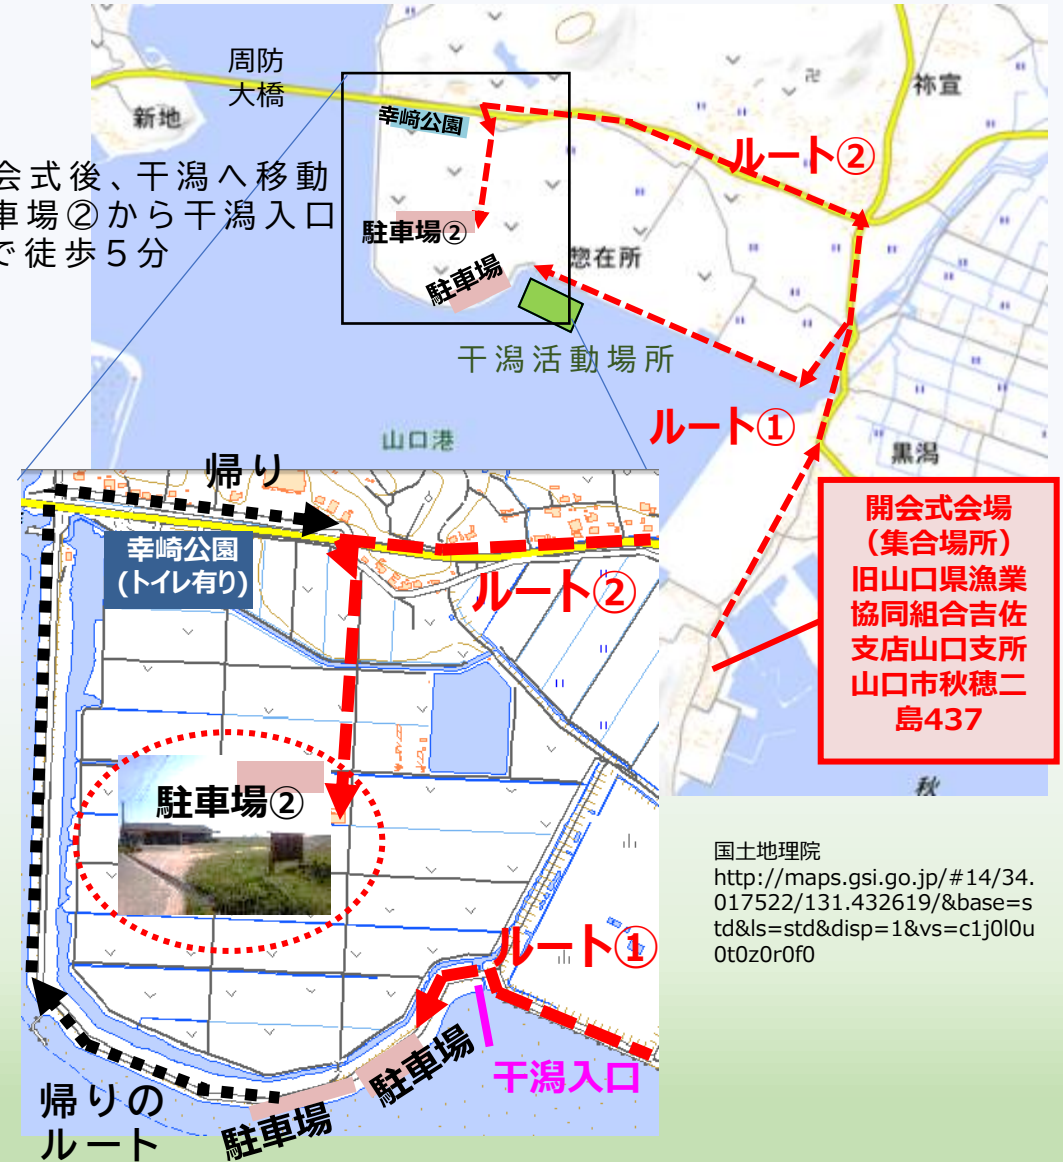 周防
大橋
新地
幸﨑公園
祢宜
ルート②
会式後、干潟へ移動
車場②から干潟入口
で徒歩５分
駐車場②
惣在所
駐車場
干潟活動場所
ルート①
山口港
黒潟
開会式会場
（集合場所）
旧山口県漁業
協同組合吉佐
支店山口支所
山口市秋穂二
島437
秋
帰り
幸崎公園
(トイレ有り)
ルート②
駐車場②
ルート①
駐車場
干潟入口
帰りの
ルート
駐車場
国土地理院
http://maps.gsi.go.jp/#14/34.
017522/131.432619/&base=s
td&ls=std&disp=1&vs=c1j0l0u
0t0z0r0f0